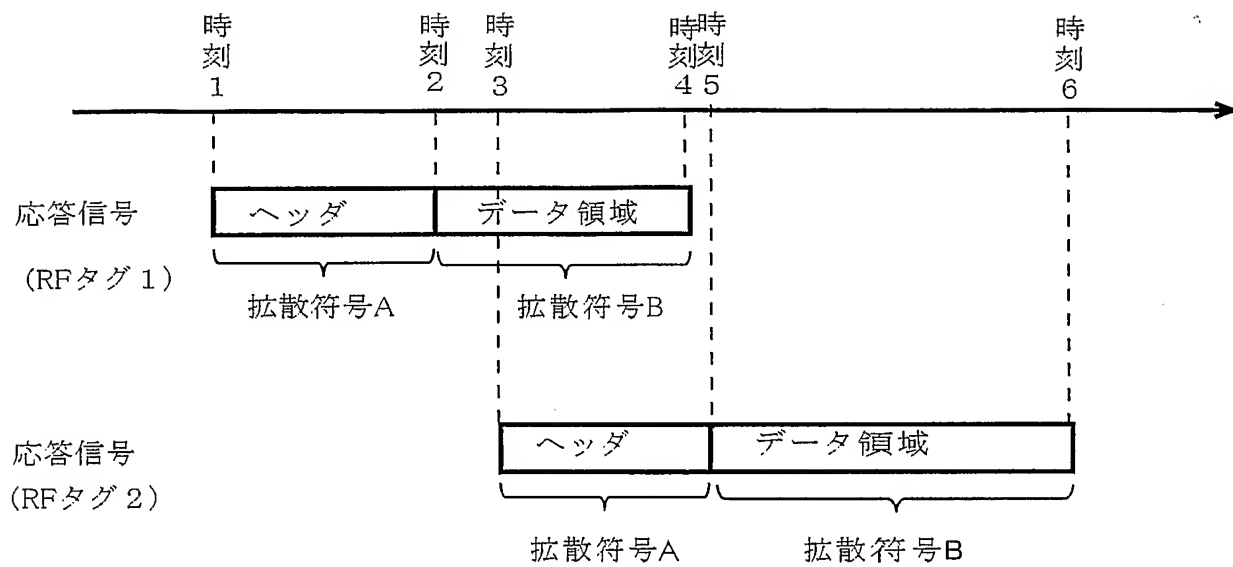 時刻1
時刻2
時刻3
時刻4
時刻5
時刻6
応答信号
(RFタグ1)
ヘッダ
データ領域
拡散符号A
拡散符号B
応答信号
(RFタグ2)
ヘッダ
データ領域
拡散符号A
拡散符号B